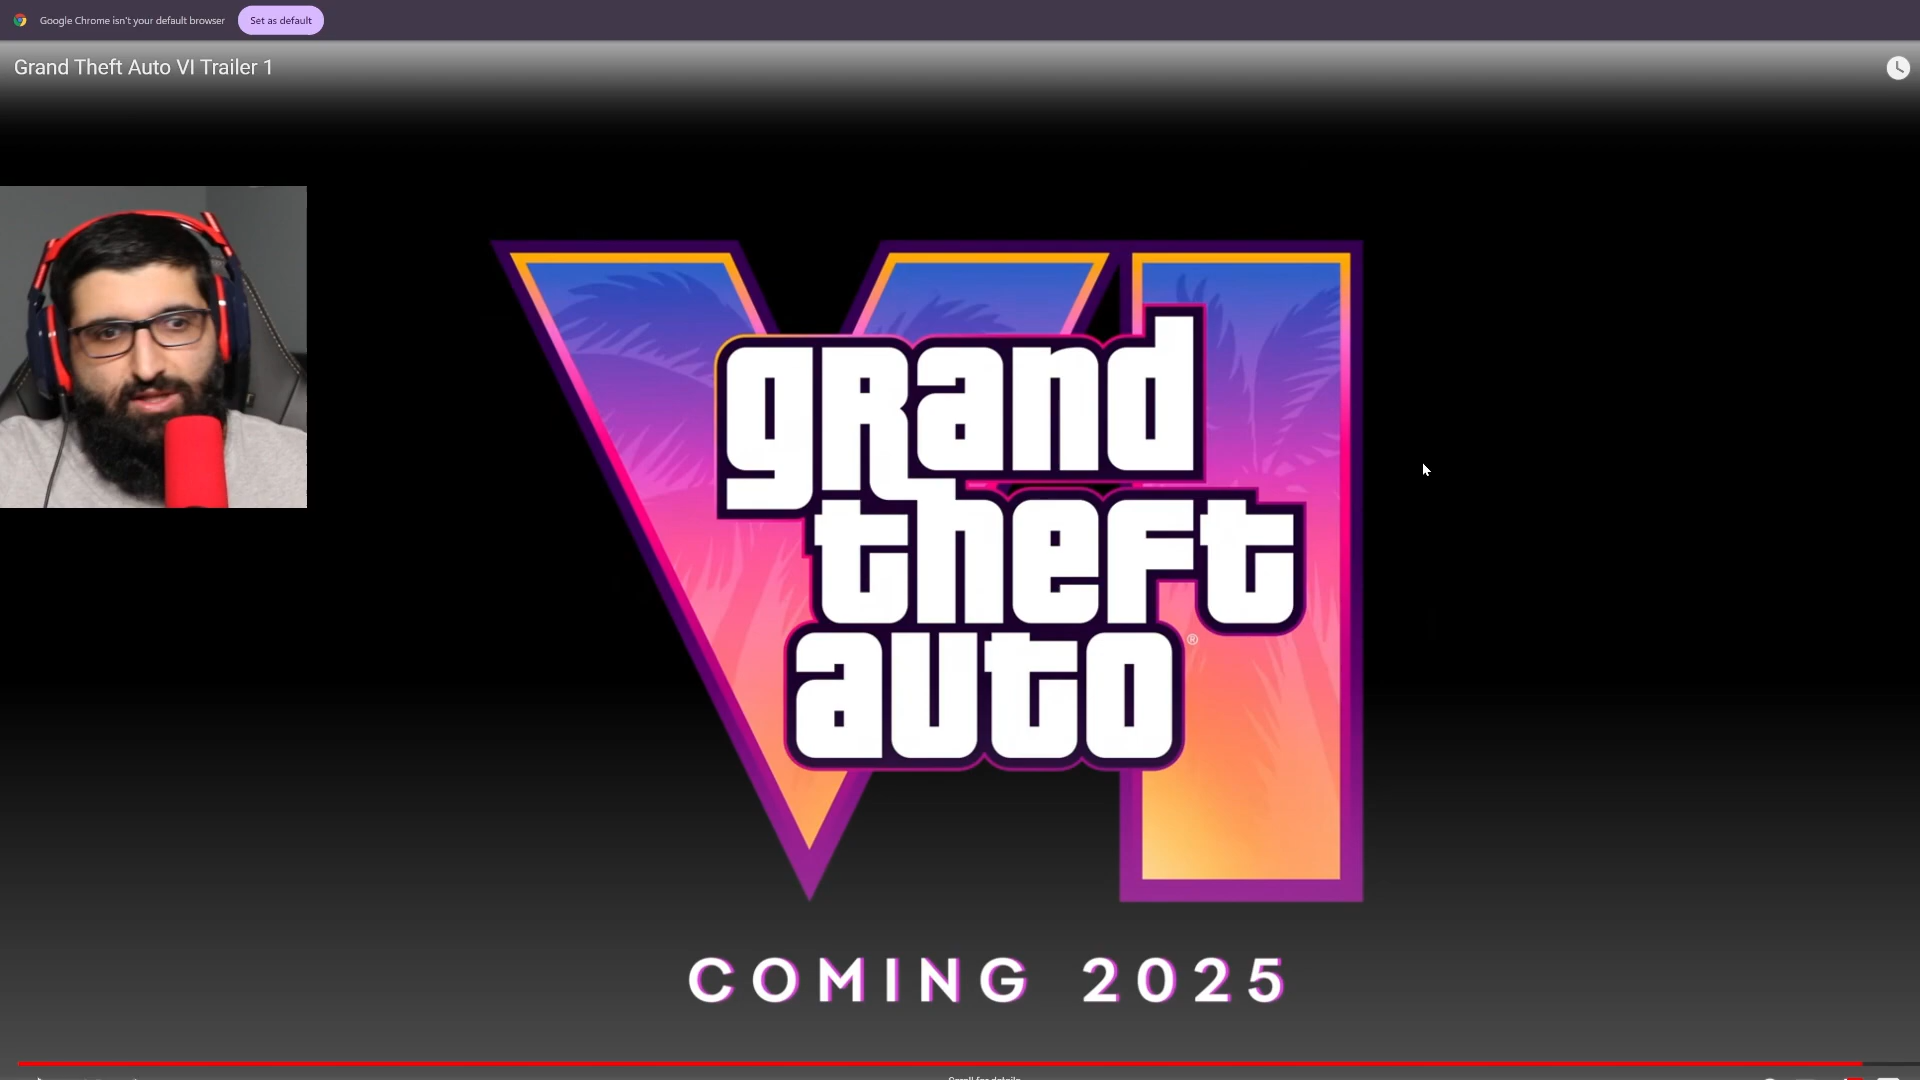 Google Chrome isn't your default browser
Set as default
Grand Theft Auto VI Trailer 1
VI
grand
theft
auto
®
COMING 2025